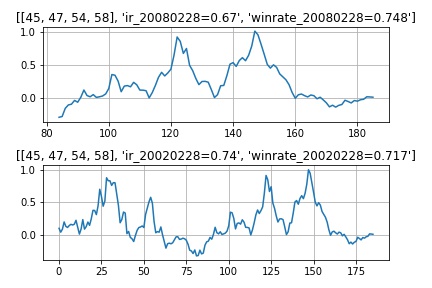 [[45, 47, 54, 58], 'ir_20080228=0.67', 'winrate_20080228=0.748']
1.0
0.5
0.0
80 100 120 140 160 180
[[45, 47, 54, 58], 'ir_20020228=0.74', 'winrate_20020228=0.717']
1.0
0.5
0.0
0 25 50 75 100 125 150 175